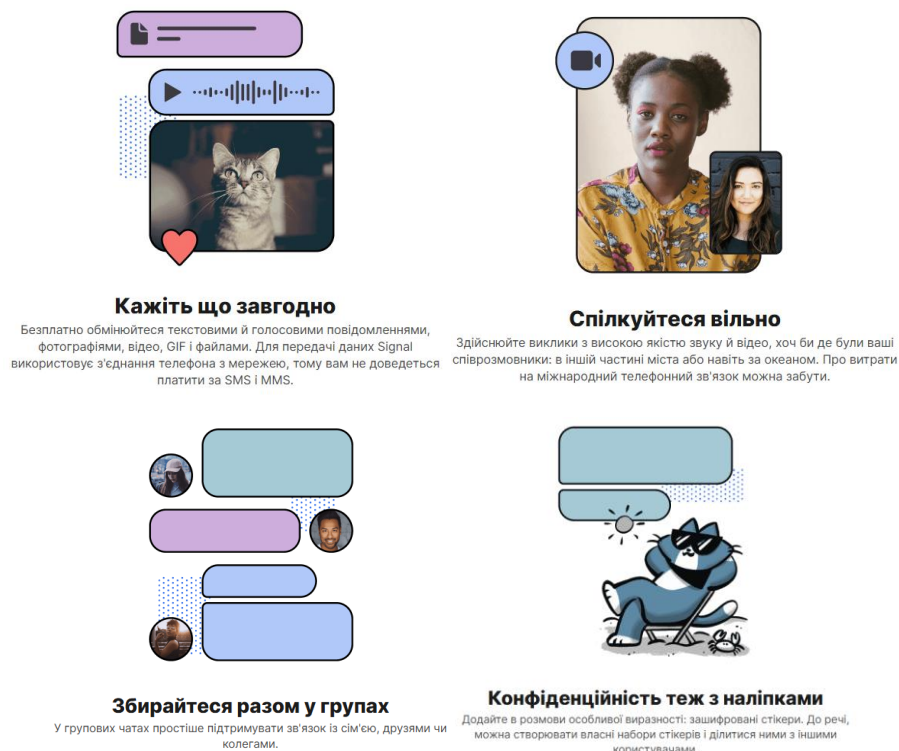 Кажіть що завгодно
Безплатно обмінюйтеся текстовими й голосовими повідомленнями,
фотографіями, відео, GIF і файлами. Для передачі даних Signal
використовує з'єднання телефона з мережею, тому вам не доведеться
платити за SMS і MMS.
Спілкуйтеся вільно
Здійснюйте виклики з високою якістю звуку й відео, хоч би де були ваші
співрозмовники: в іншій частині міста або навіть за океаном. Про витрати
на міжнародний телефонний зв'язок можна забути.
Збирайтеся разом у групах
У групових чатах простіше підтримувати зв'язок із сім'єю, друзями чи
колегами.
Конфіденційність теж з наліпками
Додайте в розмови особливої виразності: зашифровані стікери. До речі,
можна створювати власні набори стікерів і ділитися ними з іншими
користувачами.